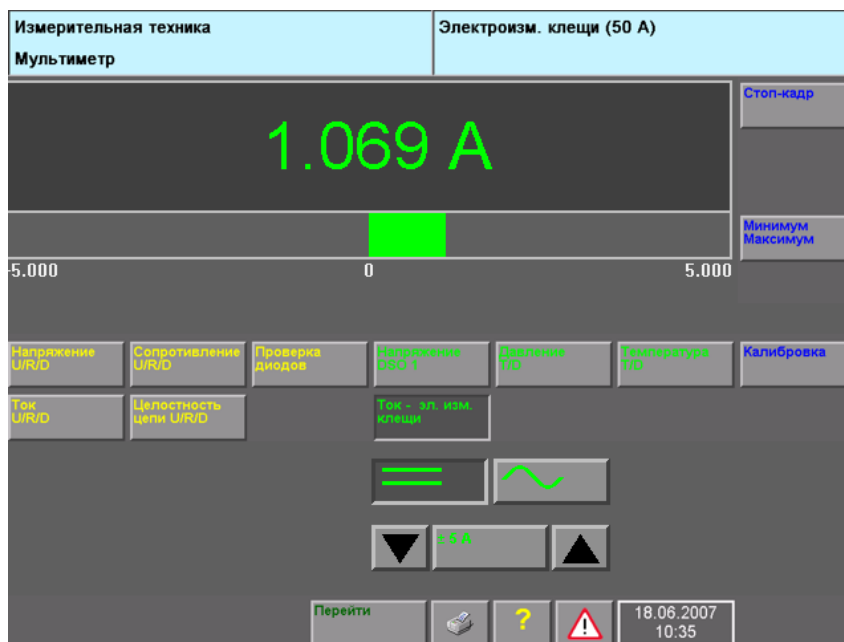 Измерительная техника
Мультиметр
Электроизм. клещи (50 A)
1.069 A
-5.000
0
5.000
Стоп-кадр
Минимум
Максимум
Напряжение
U/R/D
Сопротивление
U/R/D
Проверка
диодов
Напряжение
DSO 1
Давление
T/D
Температура
T/D
Калибровка
Ток
U/R/D
Целостность
цепи U/R/D
Ток - эл. изм.
клещи
Перейти
?
18.06.2007
10:35